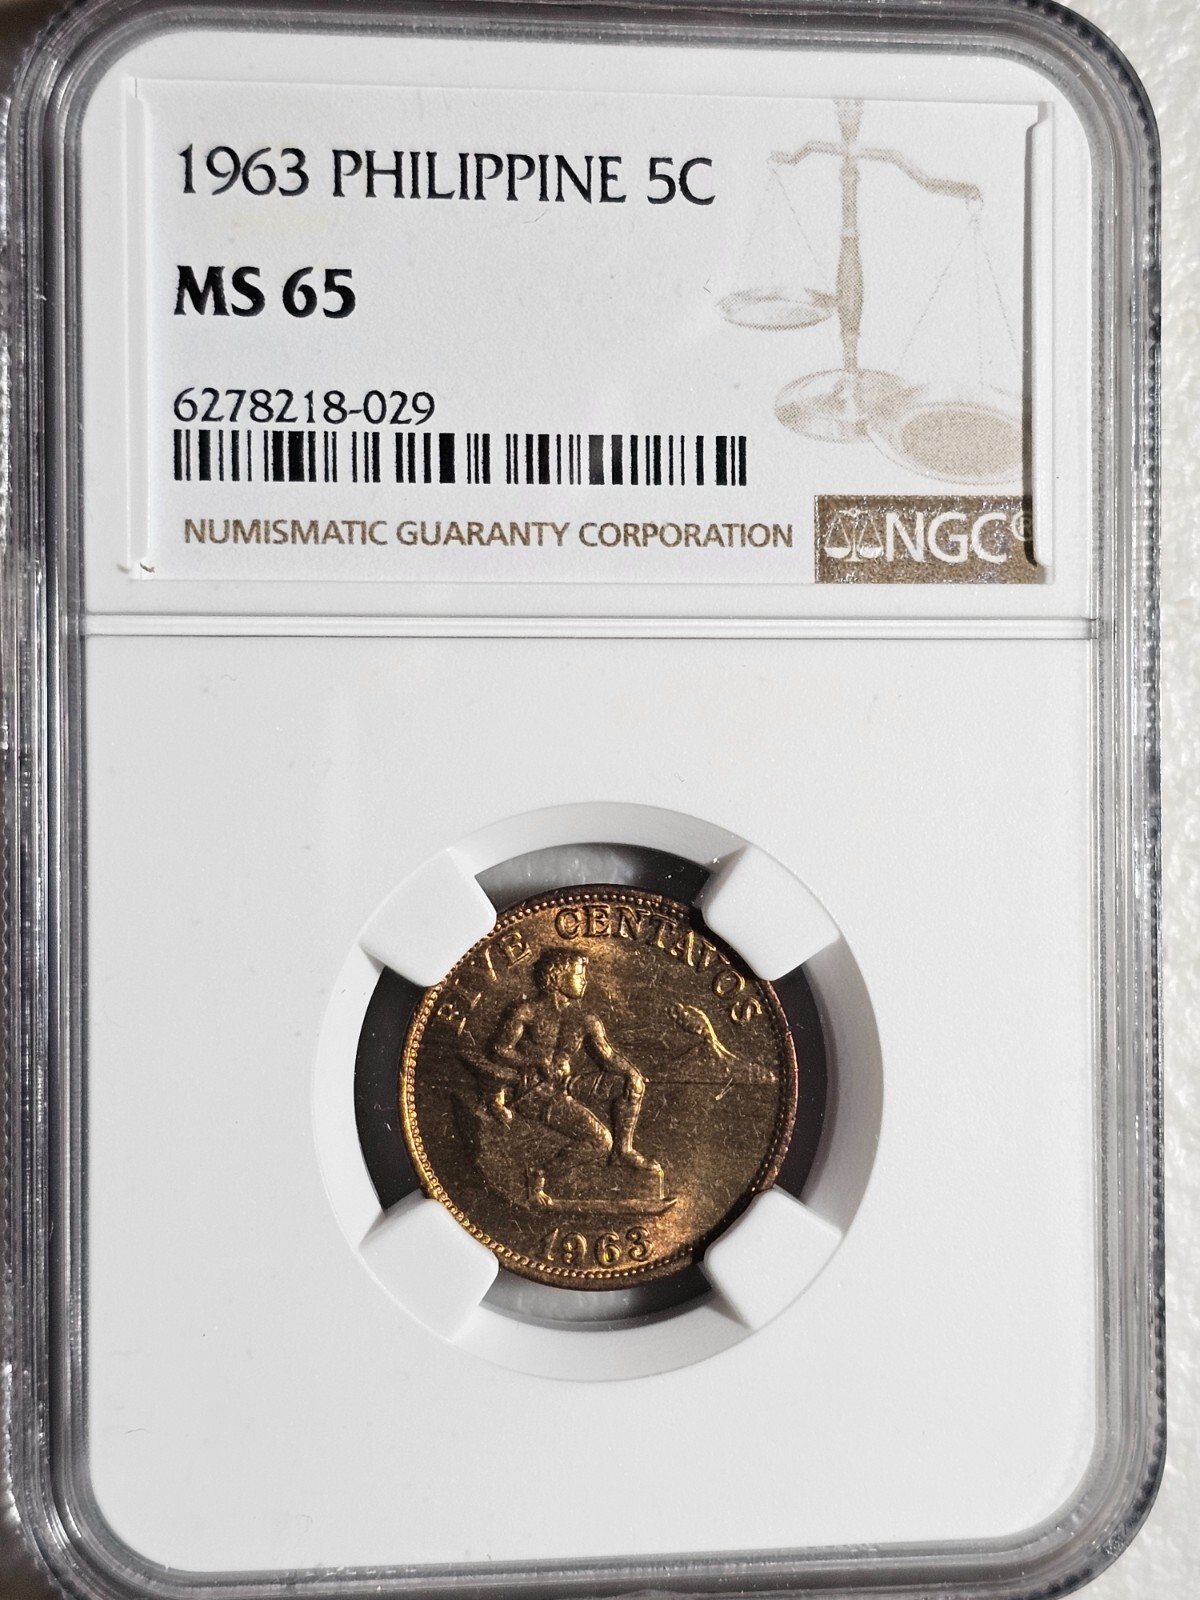 1963 PHILIPPINE 5C
MS 65
6278218-029
NUMISMATIC GUARANTY CORPORATION
NGC®
FIVE CENTAVOS
1963